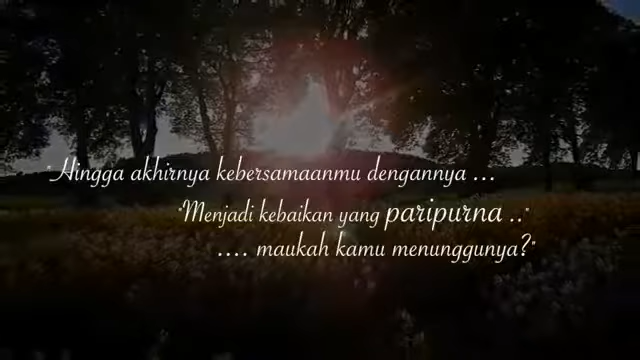 "Hingga akhirnya kebersamaanmu dengannya ...
"Menjadi kebaikan yang paripurna .."
.... maukah kamu menunggunya?"